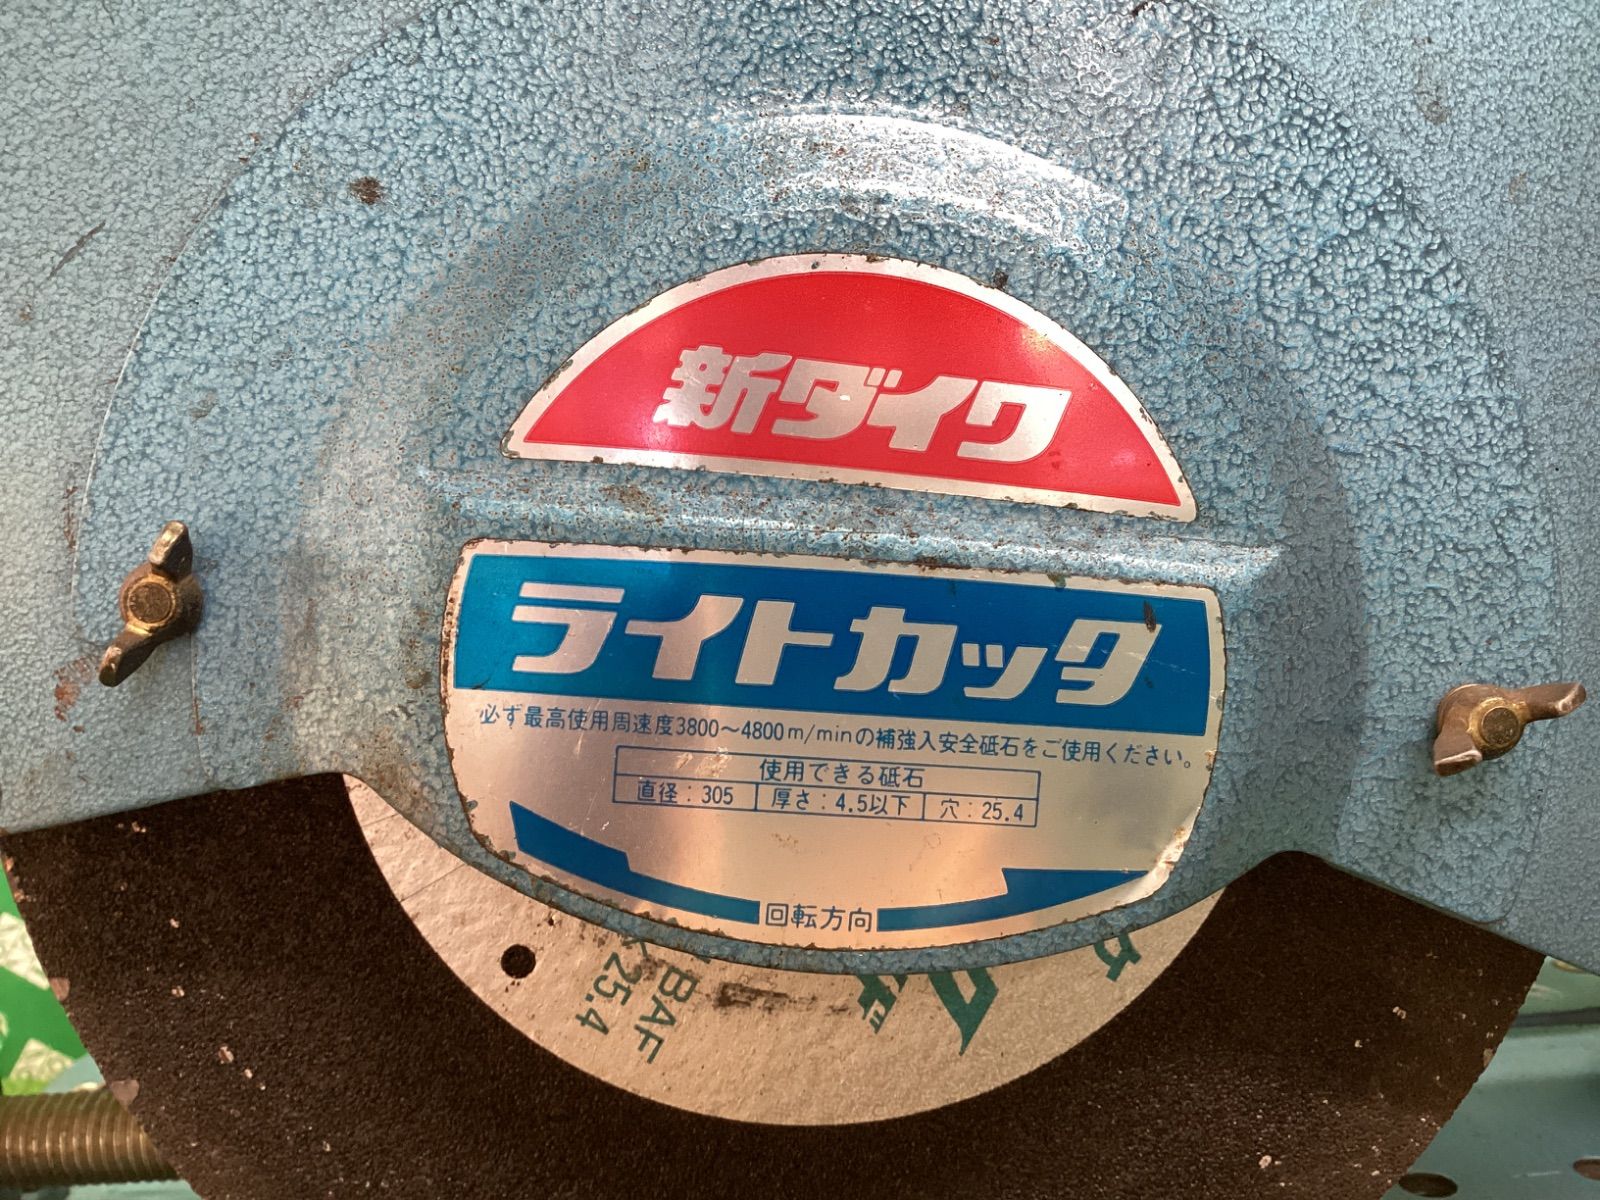 新ダイワ
ライトカッタ
必ず最高使用周速度3800〜4800m/minの補強入安全砥石をご使用ください。
使用できる砥石
直径：305 厚さ：4.5以下 穴：25.4
回転方向
BAF
25.4